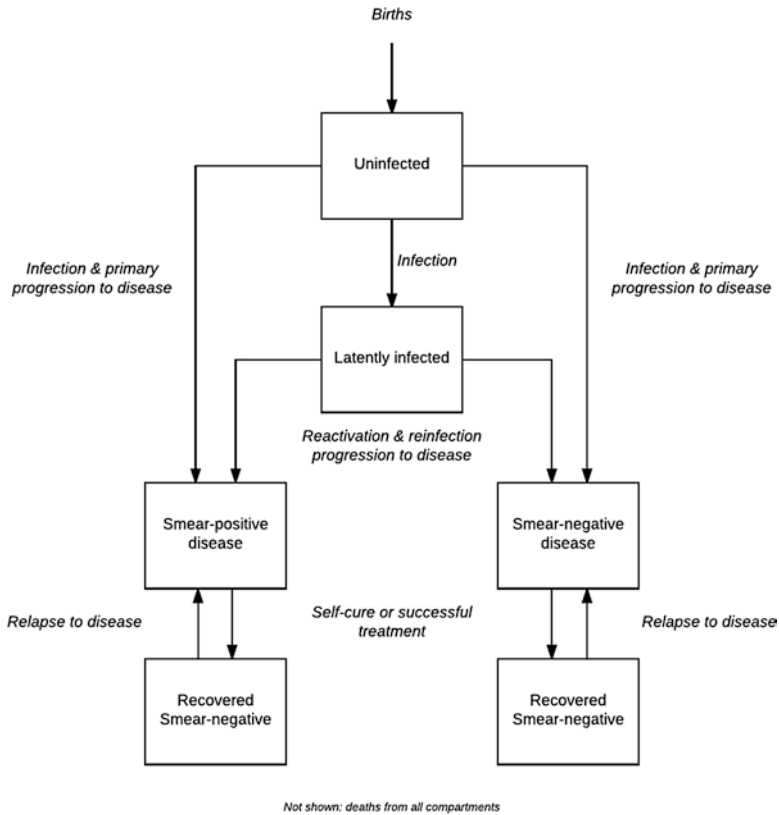 Births
Uninfected
Infection & primary
progression to disease
Infection
Infection & primary
progression to disease
Latently infected
Reactivation & reinfection
progression to disease
Smear-positive
disease
Smear-negative
disease
Relapse to disease
Self-cure or successful
treatment
Relapse to disease
Recovered
Smear-negative
Recovered
Smear-negative
Not shown: deaths from all compartments